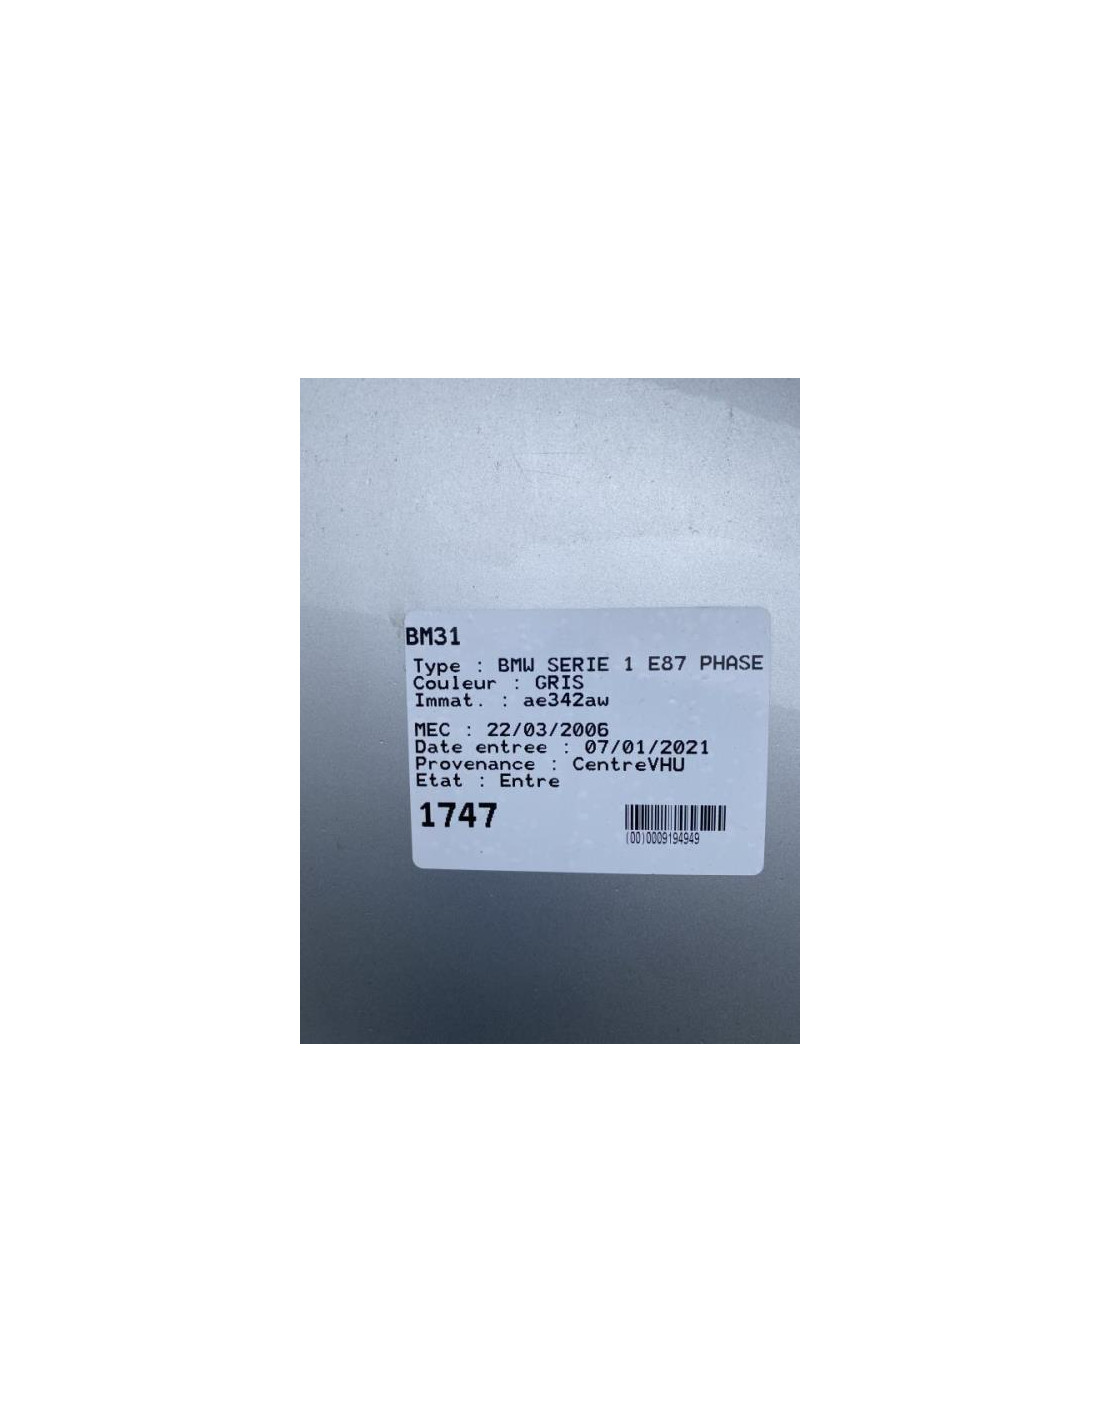 BM31
Type : BMW SERIE 1 E87 PHASE
Couleur : GRIS
Immat. : ae342aw
MEC : 22/03/2006
Date entree : 07/01/2021
Provenance : CentreVHU
Etat : Entre
1747
(00)0009194949